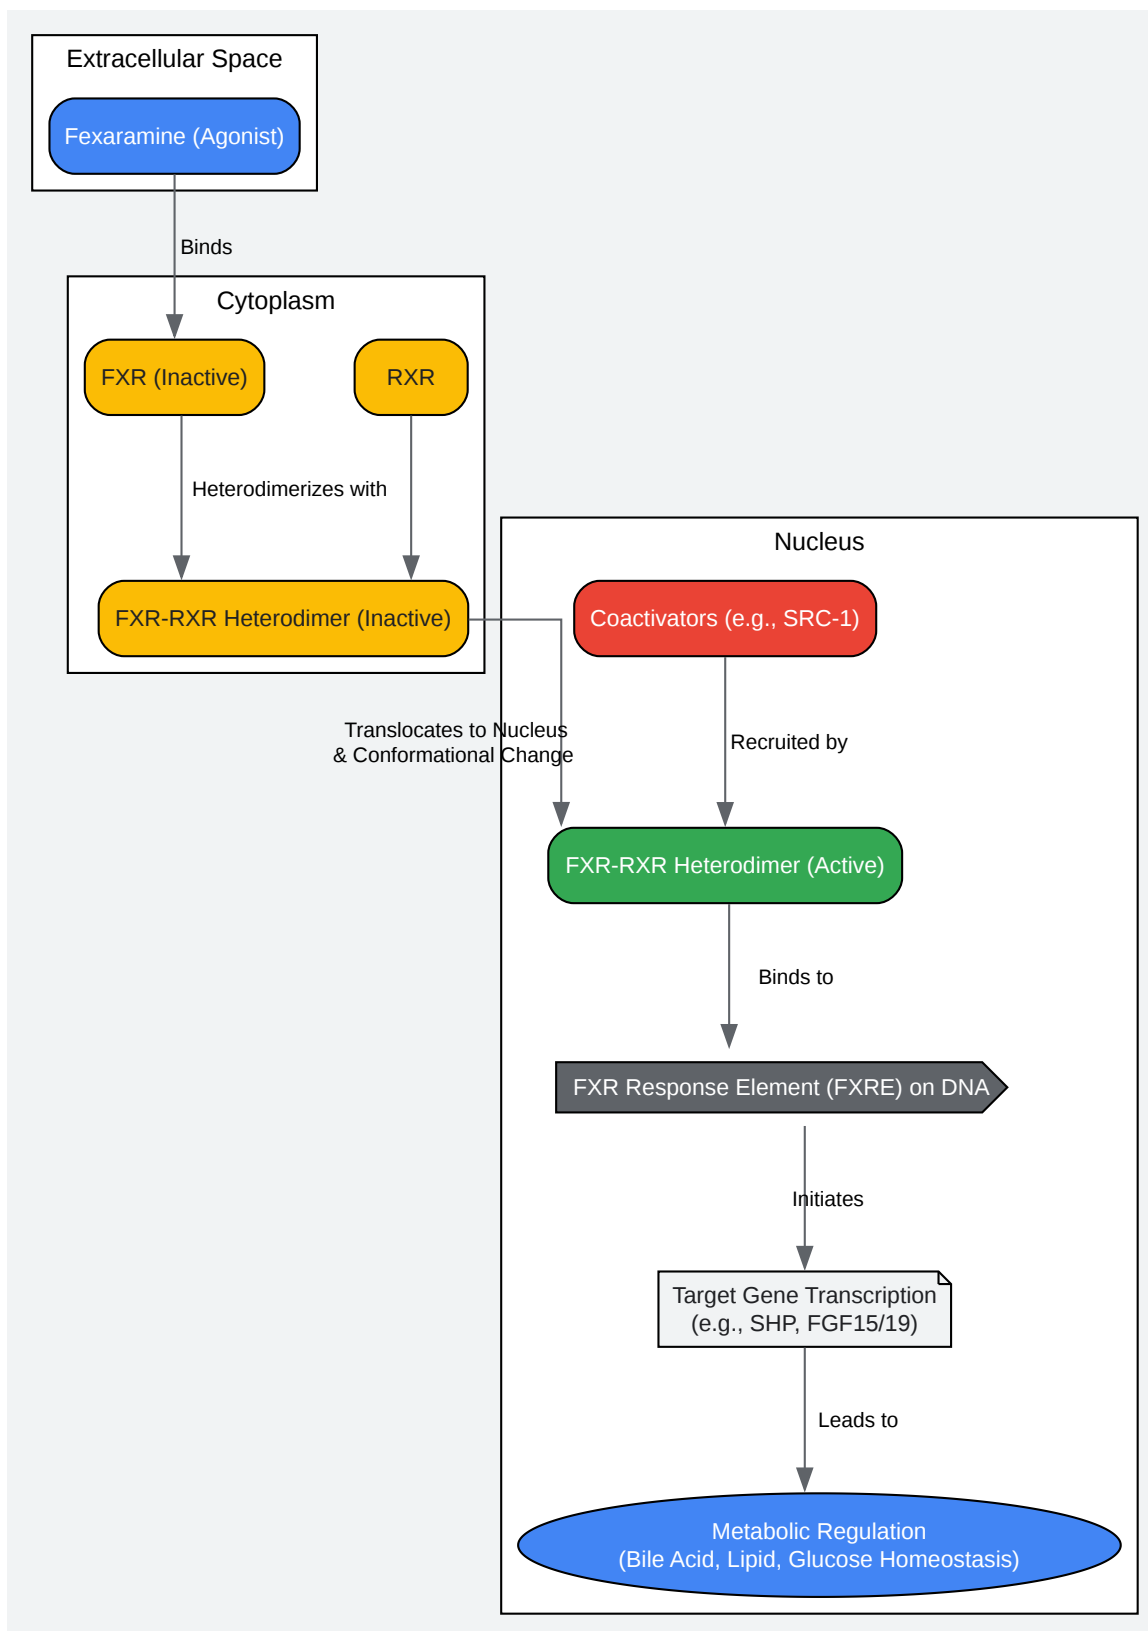 Extracellular Space
Fexaramine (Agonist)
Binds
Cytoplasm
FXR (Inactive)
RXR
Heterodimerizes with
FXR-RXR Heterodimer (Inactive)
Nucleus
Coactivators (e.g., SRC-1)
Translocates to Nucleus
& Conformational Change
Recruited by
FXR-RXR Heterodimer (Active)
Binds to
FXR Response Element (FXRE) on DNA
Initiates
Target Gene Transcription
(e.g., SHP, FGF15/19)
Leads to
Metabolic Regulation
(Bile Acid, Lipid, Glucose Homeostasis)